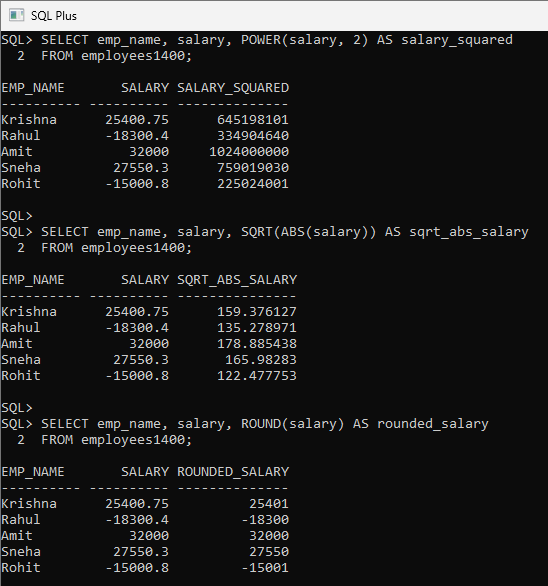 SQL Plus
SQL> SELECT emp_name, salary, POWER(salary, 2) AS salary_squared
  2  FROM employees1400;
EMP_NAME       SALARY SALARY_SQUARED
---------- ---------- --------------
Krishna      25400.75      645198101
Rahul        -18300.4      334904640
Amit            32000     1024000000
Sneha         27550.3      759019030
Rohit        -15000.8      225024001
SQL>
SQL> SELECT emp_name, salary, SQRT(ABS(salary)) AS sqrt_abs_salary
  2  FROM employees1400;
EMP_NAME       SALARY SQRT_ABS_SALARY
---------- ---------- ---------------
Krishna      25400.75      159.376127
Rahul        -18300.4      135.278971
Amit            32000      178.885438
Sneha         27550.3       165.98283
Rohit        -15000.8      122.477753
SQL>
SQL> SELECT emp_name, salary, ROUND(salary) AS rounded_salary
  2  FROM employees1400;
EMP_NAME       SALARY ROUNDED_SALARY
---------- ---------- --------------
Krishna      25400.75          25401
Rahul        -18300.4         -18300
Amit            32000          32000
Sneha         27550.3          27550
Rohit        -15000.8         -15001